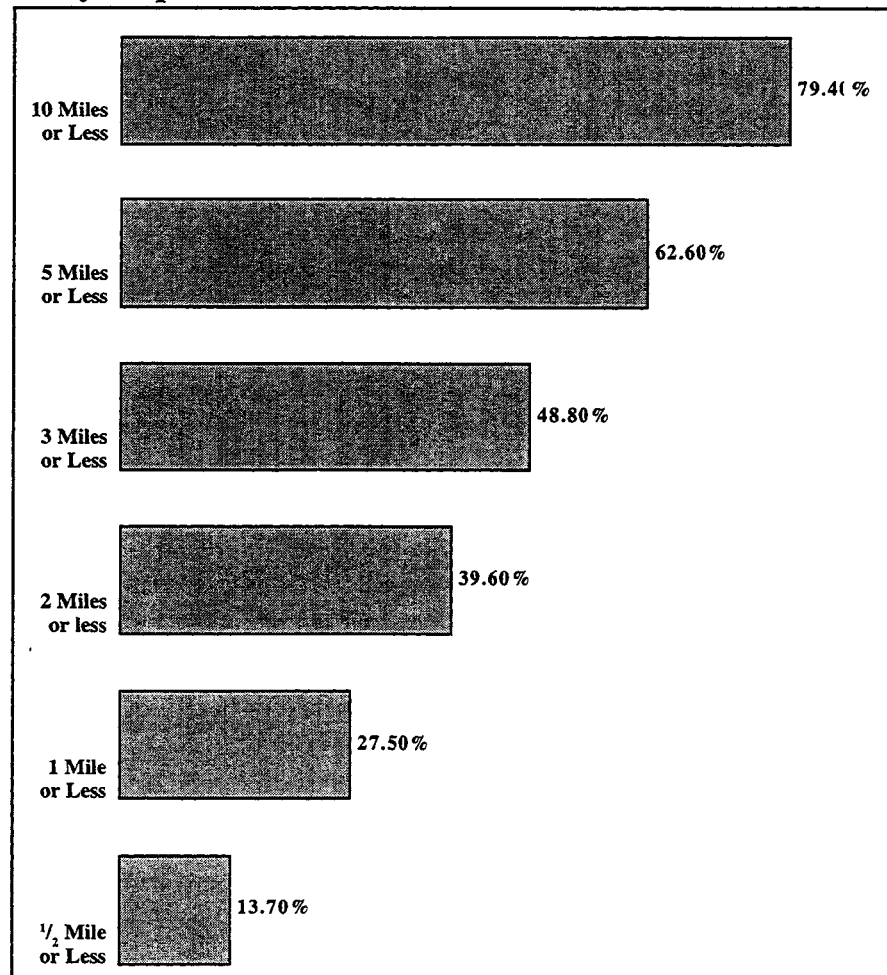 79.40%
10 Miles
or Less
62.60%
5 Miles
or Less
48.80%
3 Miles
or Less
39.60%
2 Miles
or less
27.50%
1 Mile
or Less
13.70%
1/2 Mile
or Less